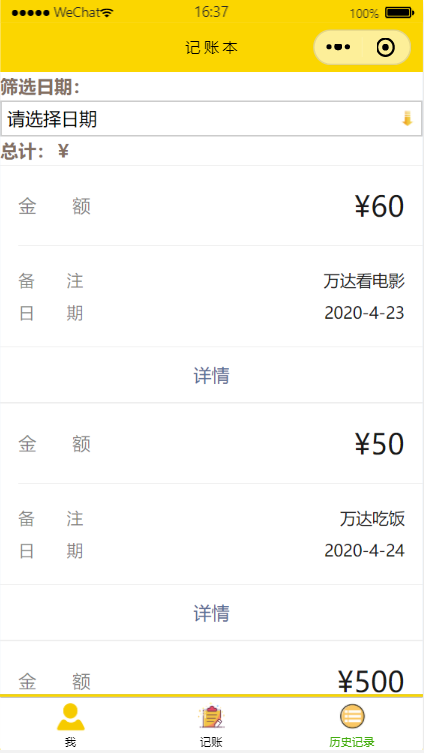 WeChat 16:37 100%
记账本
筛选日期：
请选择日期
总计：￥
金 额 ¥60
备 注 万达看电影
日 期 2020-4-23
详情
金 额 ¥50
备 注 万达吃饭
日 期 2020-4-24
详情
金 额 ¥500
我 记账 历史记录